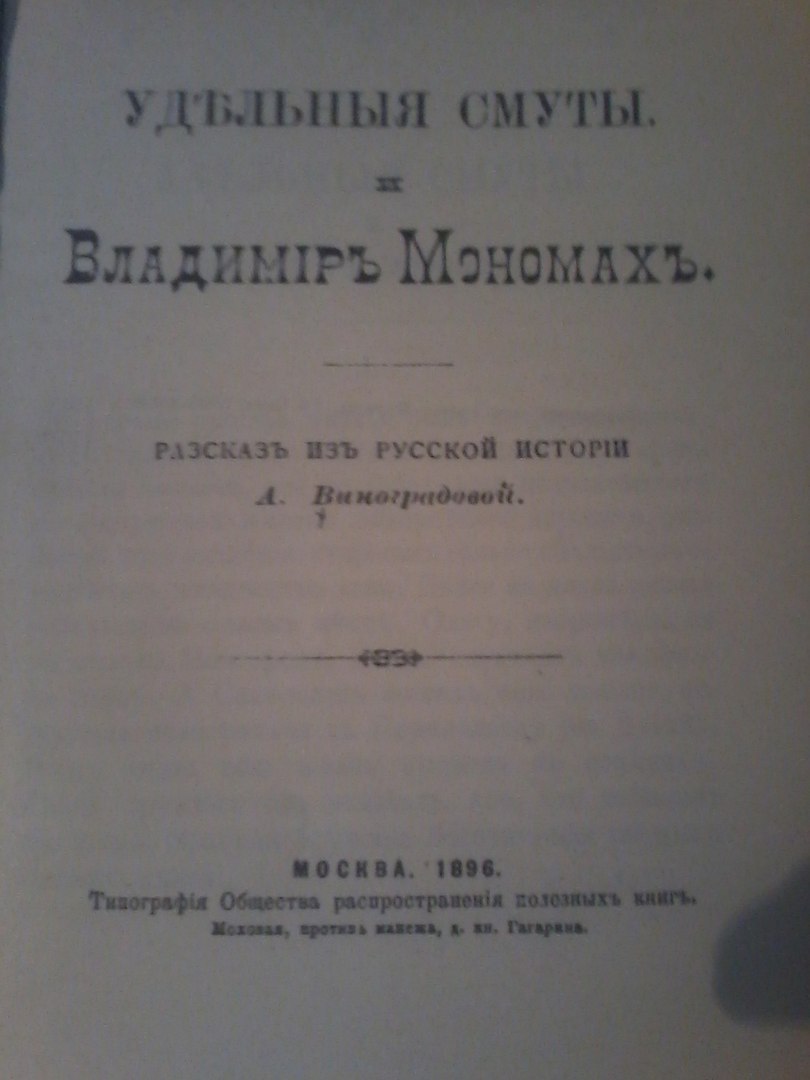 УДѢЛЬНЫЯ СМУТЫ.
и
ВЛАДИМІРЪ МОНОМАХЪ.
РАЗСКАЗЪ ИЗЪ РУССКОЙ ИСТОРІИ
А. Виноградовой.
МОСКВА. 1896.
Типографія Общества распространенія полезныхъ книгъ.
Моховая, противъ манежа, д. кн. Гагарина.